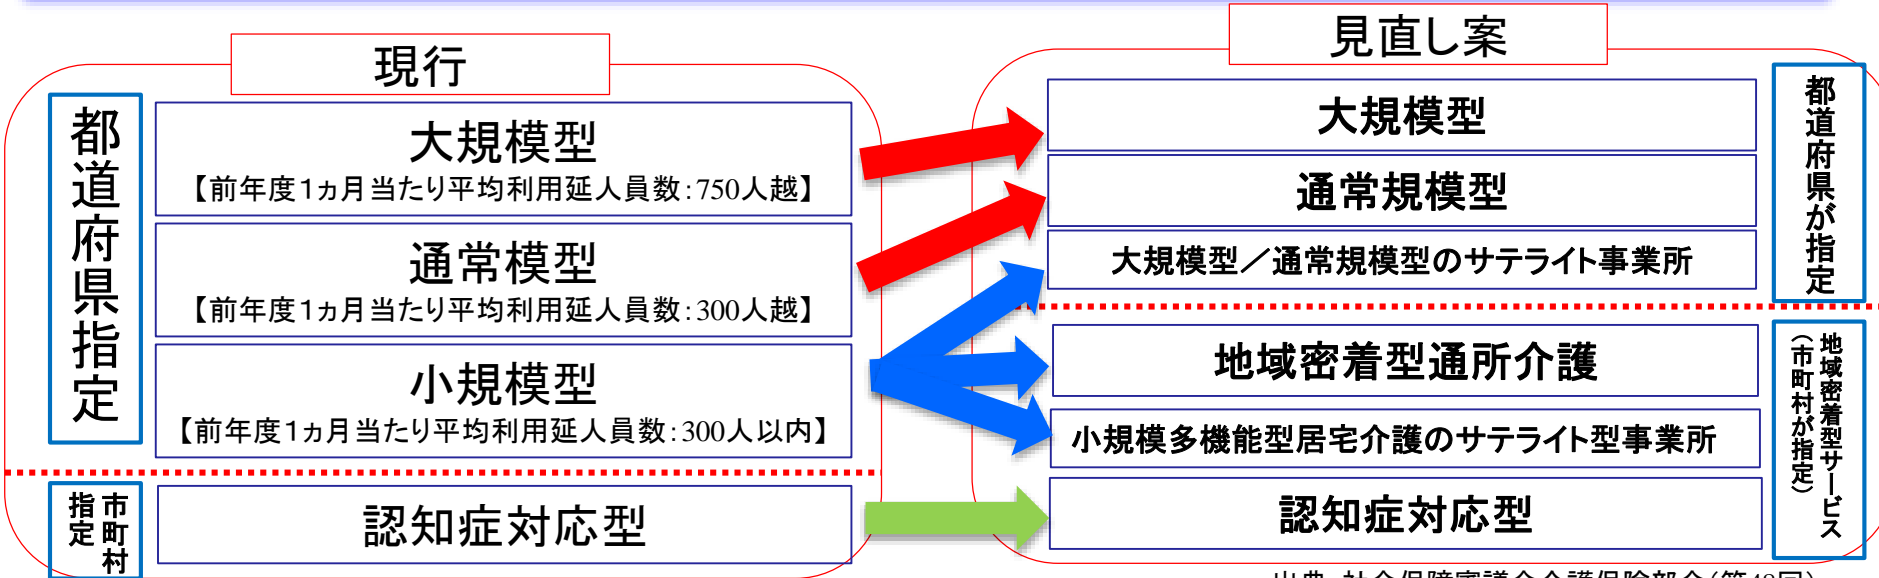 現行
都道府県指定
大規模型
【前年度1ヵ月当たり平均利用延人員数:750人越】
通常模型
【前年度1ヵ月当たり平均利用延人員数:300人越】
小規模型
【前年度1ヵ月当たり平均利用延人員数:300人以内】
市町村
指定
認知症対応型
見直し案
大規模型
通常規模型
大規模型/通常規模型のサテライト事業所
都道府県が指定
地域密着型通所介護
小規模多機能型居宅介護のサテライト型事業所
認知症対応型
地域密着型サービス
(市町村が指定)